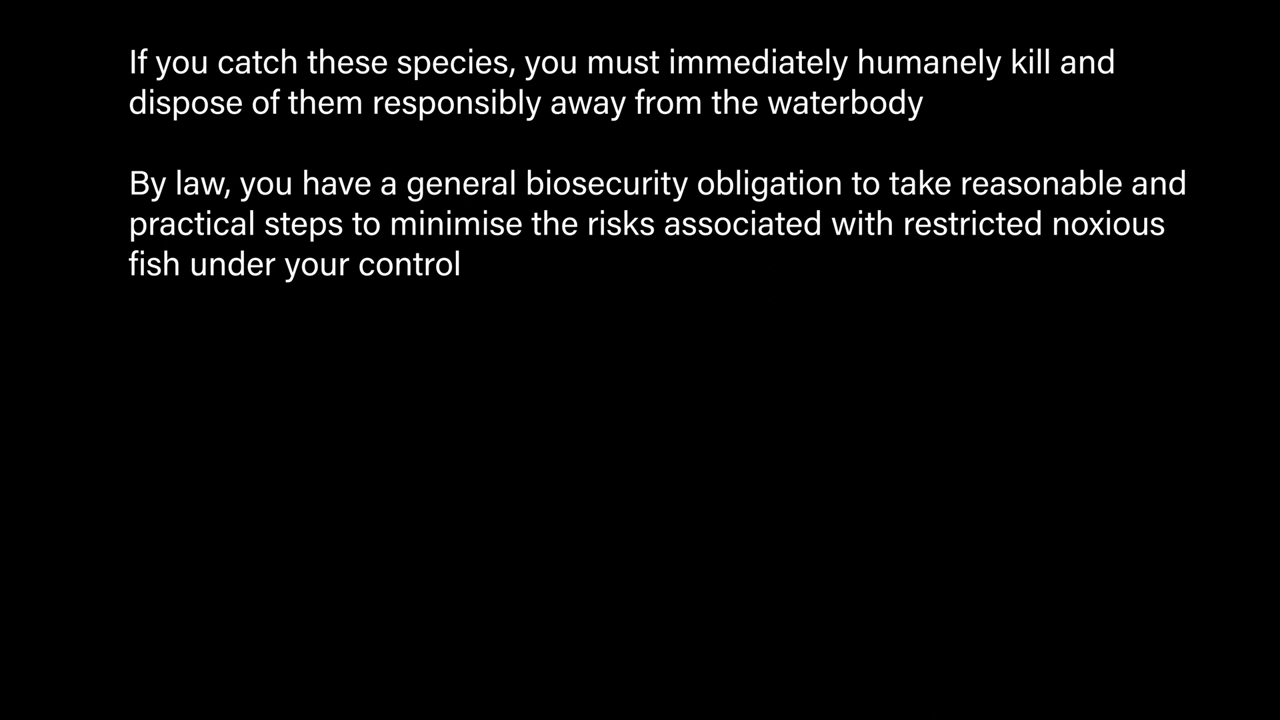 If you catch these species, you must immediately humanely kill and
dispose of them responsibly away from the waterbody
By law, you have a general biosecurity obligation to take reasonable and
practical steps to minimise the risks associated with restricted noxious
fish under your control